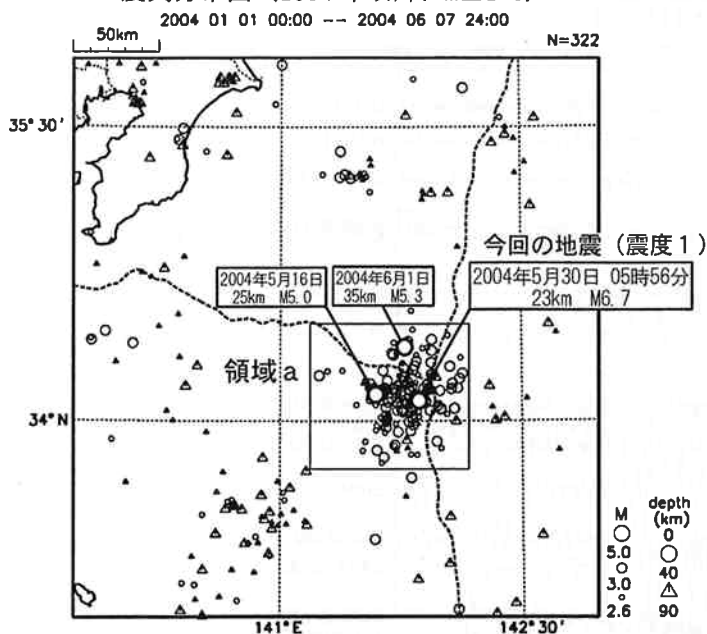 2004 01 01 00:00 -- 2004 06 07 24:00
50km
N=322
35° 30'
今回の地震（震度１）
2004年5月16日
25km M5.0
2004年6月1日
35km M5.3
2004年5月30日 05時56分
23km M6.7
領域ａ
34° N
M
depth
(km)
0
5.0
40
3.0
90
2.6
141°E
142°30'